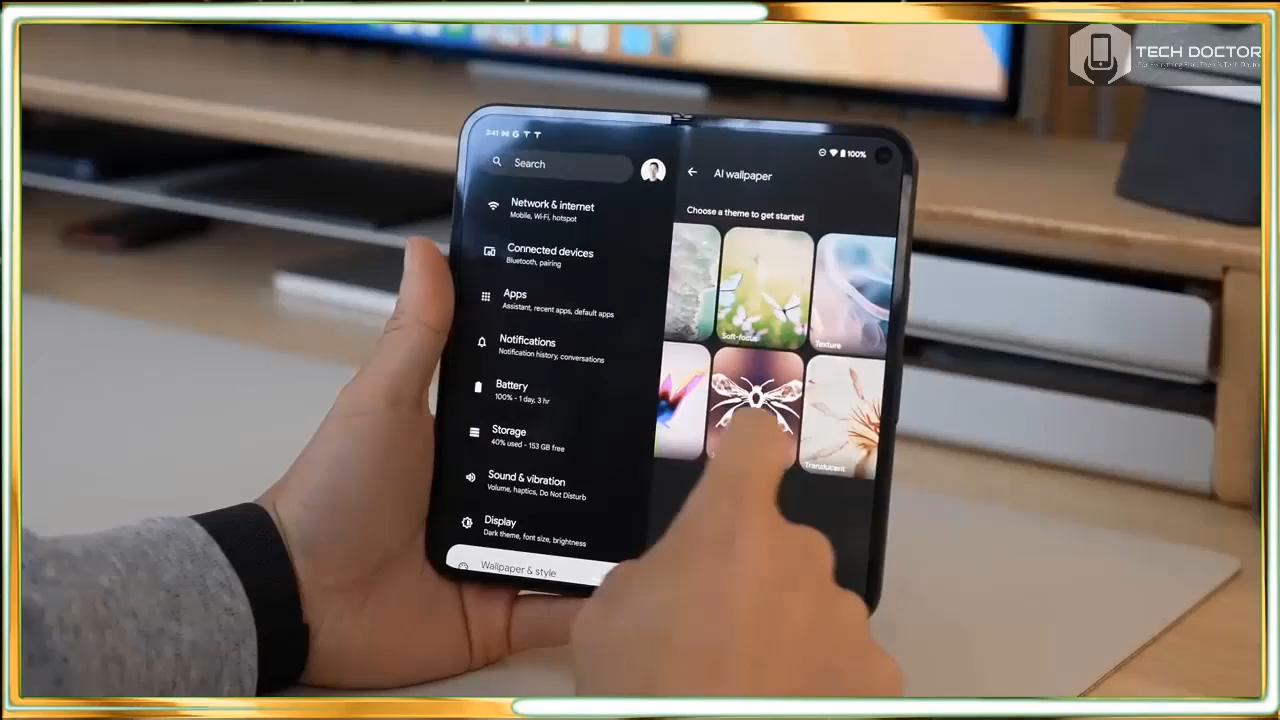 TECH DOCTOR
3:41
100%
Search
AI wallpaper
Network & internet
Mobile, Wi-Fi, hotspot
Choose a theme to get started
Connected devices
Bluetooth, pairing
Apps
Assistant, recent apps, default apps
Soft-focus
Texture
Notifications
Notification history, conversations
Battery
100% - 1 day, 3 hr
Storage
40% used - 153 GB free
Translucent
Sound & vibration
Volume, haptics, Do Not Disturb
Display
Dark theme, font size, brightness
Wallpaper & style